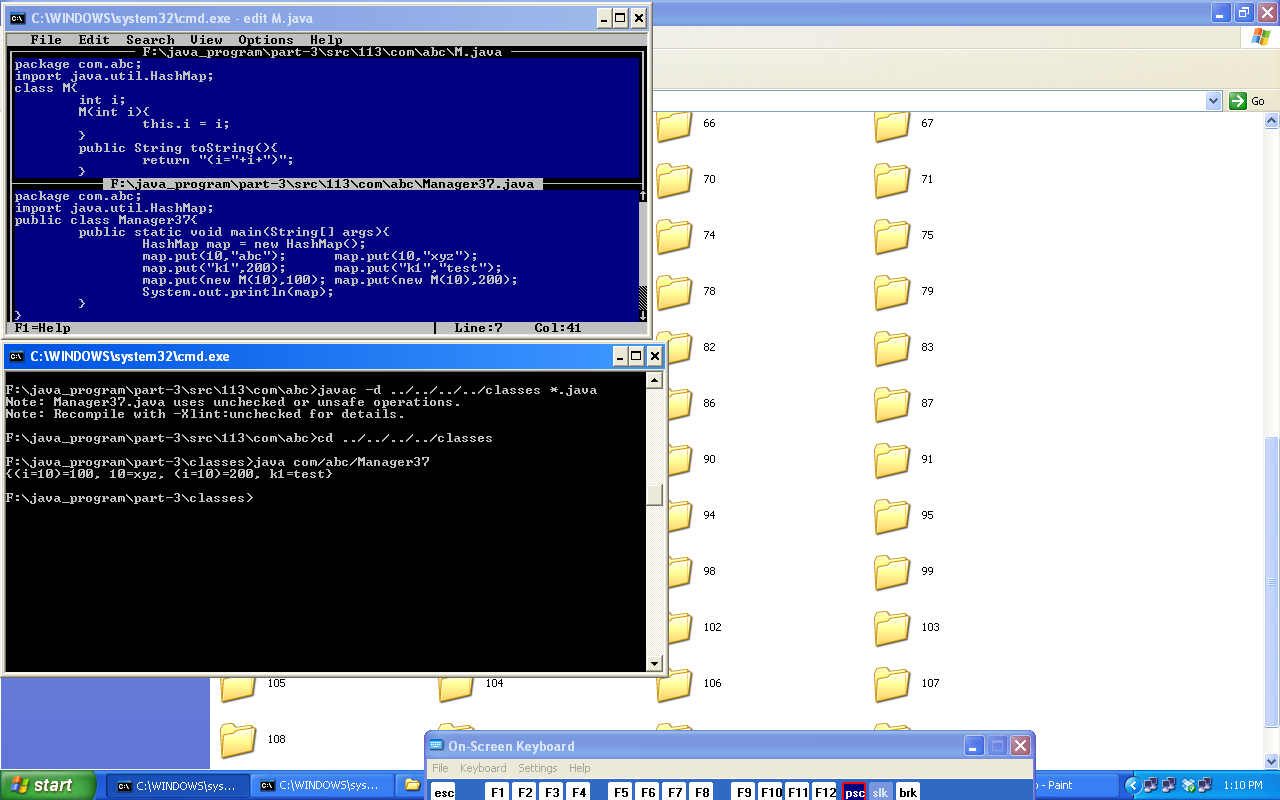 C:\WINDOWS\system32\cmd.exe - edit M.java
File Edit Search View Options Help
F:\java_program\part-3\src\113\com\abc\M.java
package com.abc;
import java.util.HashMap;
class M{
int i;
M(int i){
this.i = i;
}
public String toString(){
return "(i="+i+")";
}
F:\java_program\part-3\src\113\com\abc\Manager37.java
package com.abc;
import java.util.HashMap;
public class Manager37{
public static void main(String[] args){
HashMap map = new HashMap();
map.put(10,"abc"); map.put(10,"xyz");
map.put("k1",200); map.put("k1","test");
map.put(new M(10),100); map.put(new M(10),200);
System.out.println(map);
}
}
F1=Help Line:7 Col:41
C:\WINDOWS\system32\cmd.exe
F:\java_program\part-3\src\113\com\abc>javac -d ../../../../classes *.java
Note: Manager37.java uses unchecked or unsafe operations.
Note: Recompile with -Xlint:unchecked for details.
F:\java_program\part-3\src\113\com\abc>cd ../../../../classes
F:\java_program\part-3\classes>java com/abc/Manager37
{(i=10)=100, 10=xyz, (i=10)=200, k1=test}
F:\java_program\part-3\classes>
Go
66 67
70 71
74 75
78 79
82 83
86 87
90 91
94 95
98 99
102 103
105 104 106 107
108
On-Screen Keyboard
File Keyboard Settings Help
esc F1 F2 F3 F4 F5 F6 F7 F8 F9 F10 F11 F12 psc slk brk
start C:\WINDOWS\sys... C:\WINDOWS\sys... - Paint 1:10 PM